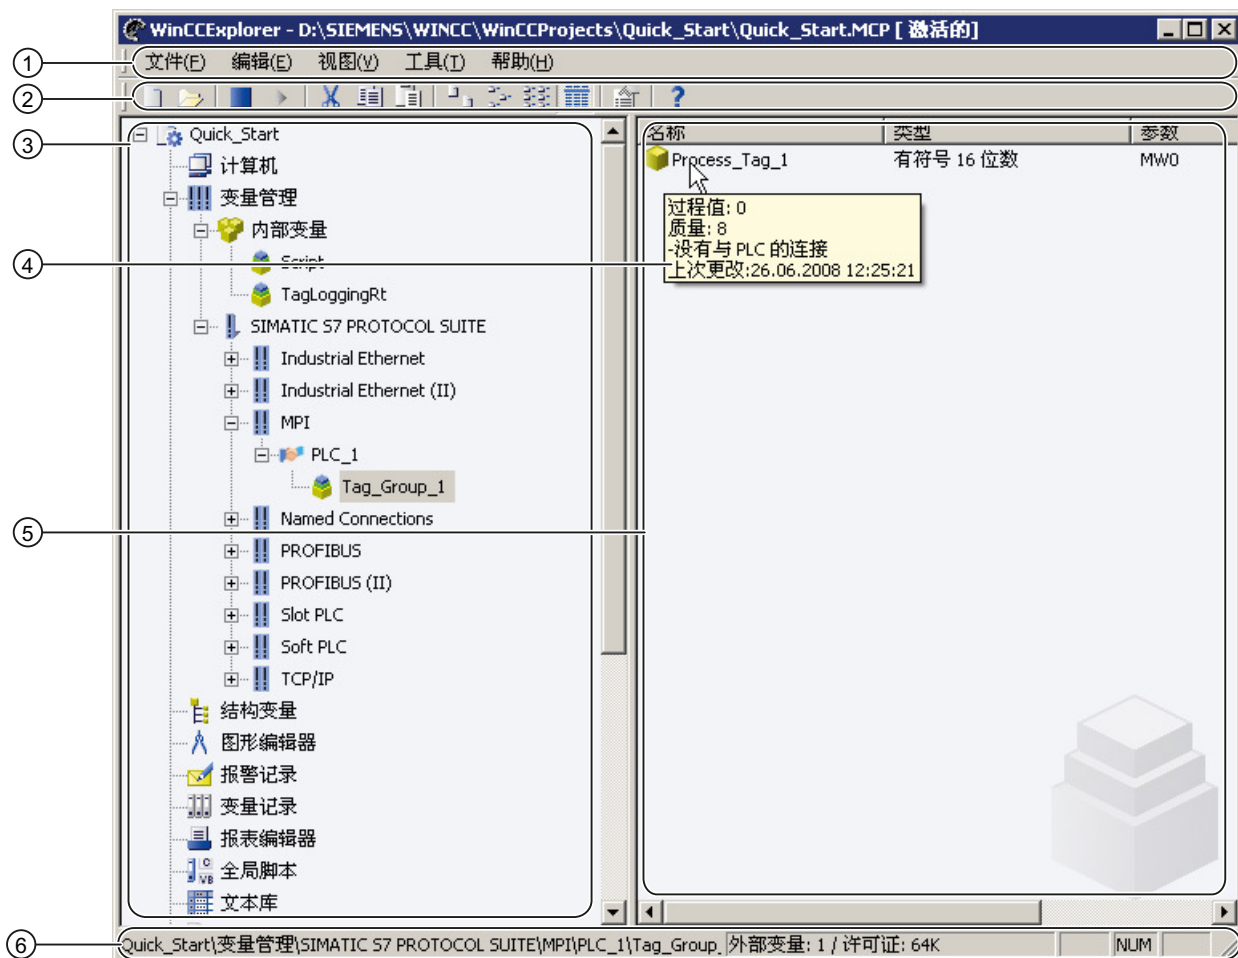 WinCCExplorer - D:\SIEMENS\WINCC\WinCCProjects\Quick_Start\Quick_Start.MCP [ 激活的]
① 文件(F) 编辑(E) 视图(V) 工具(T) 帮助(H)
②
③ Quick_Start
计算机
变量管理
内部变量
Script
TagLoggingRt
SIMATIC S7 PROTOCOL SUITE
Industrial Ethernet
Industrial Ethernet (II)
MPI
PLC_1
Tag_Group_1
Named Connections
PROFIBUS
PROFIBUS (II)
Slot PLC
Soft PLC
TCP/IP
结构变量
图形编辑器
报警记录
变量记录
报表编辑器
全局脚本
文本库
名称 类型 参数
Process_Tag_1 有符号 16 位数 MW0
过程值: 0
质量: 8
-没有与 PLC 的连接
④ 上次更改:26.06.2008 12:25:21
⑤
⑥ Quick_Start\变量管理\SIMATIC S7 PROTOCOL SUITE\MPI\PLC_1\Tag_Group_ 外部变量: 1 / 许可证: 64K NUM